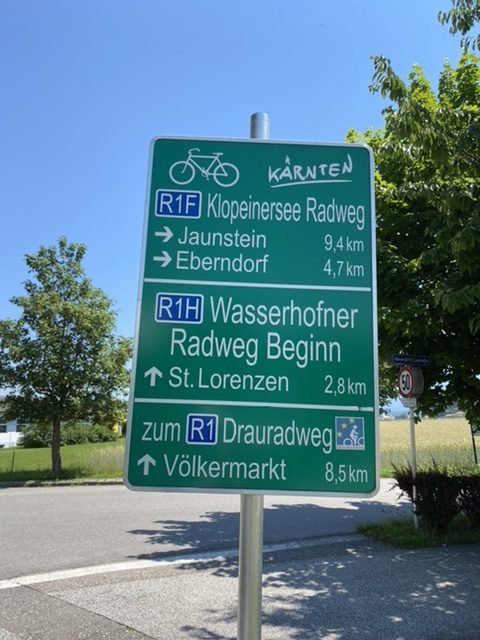 KÄRNTEN
R1F Klopeinersee Radweg
→ Jaunstein 9,4 km
→ Eberndorf 4,7 km
R1H Wasserhofner
Radweg Beginn
↑ St. Lorenzen 2,8 km
zum R1 Drauradweg
↑ Völkermarkt 8,5 km
50